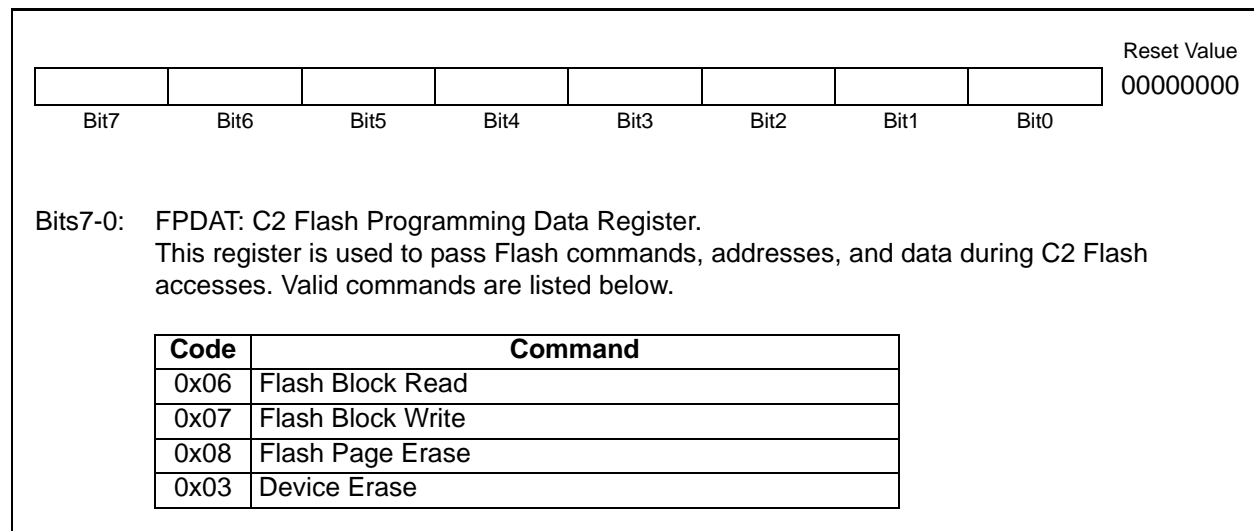 Reset Value
00000000
Bit7 Bit6 Bit5 Bit4 Bit3 Bit2 Bit1 Bit0
Bits7-0: FPDAT: C2 Flash Programming Data Register.
This register is used to pass Flash commands, addresses, and data during C2 Flash
accesses. Valid commands are listed below.
Code Command
0x06 Flash Block Read
0x07 Flash Block Write
0x08 Flash Page Erase
0x03 Device Erase